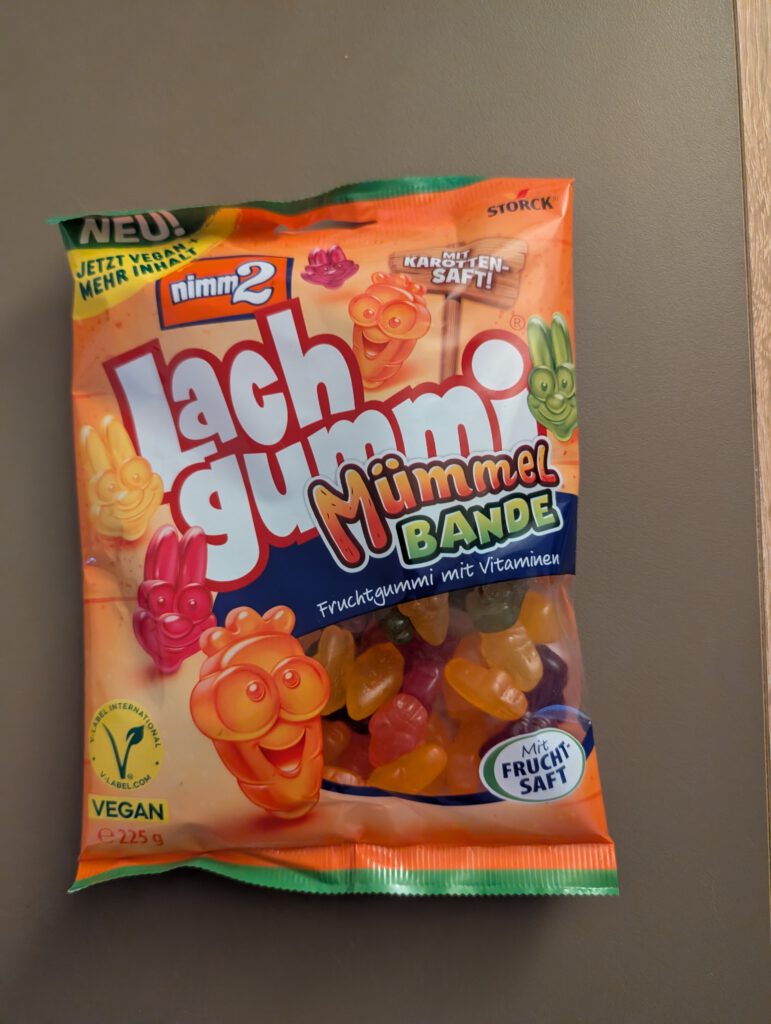 NEU!
JETZT VEGAN +
MEHR INHALT
STORCK
nimm2
MIT
KAROTTEN-
SAFT!
Lach
gummi®
Mümmel
BANDE
Fruchtgummi mit Vitaminen
V-LABEL INTERNATIONAL
V-LABEL.COM
VEGAN
Mit
FRUCHT-
SAFT
e 225 g